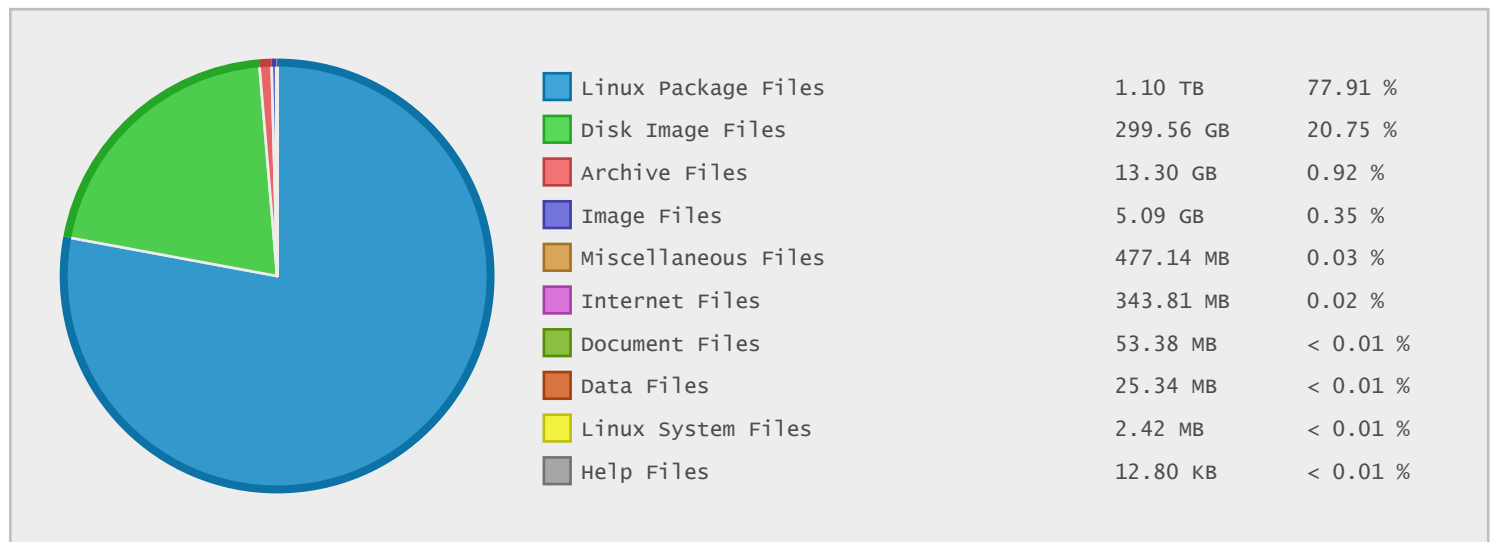 Linux Package Files 1.10 TB 77.91 %
Disk Image Files 299.56 GB 20.75 %
Archive Files 13.30 GB 0.92 %
Image Files 5.09 GB 0.35 %
Miscellaneous Files 477.14 MB 0.03 %
Internet Files 343.81 MB 0.02 %
Document Files 53.38 MB < 0.01 %
Data Files 25.34 MB < 0.01 %
Linux System Files 2.42 MB < 0.01 %
Help Files 12.80 KB < 0.01 %